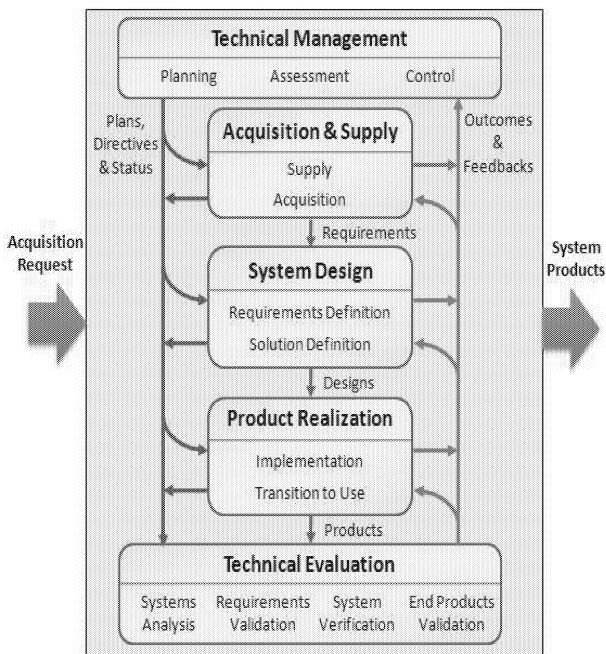 Technical Management
Planning Assessment Control
Plans,
Directives
& Status
Acquisition & Supply
Supply
Acquisition
Outcomes
&
Feedbacks
Requirements
Acquisition
Request
System
Products
System Design
Requirements Definition
Solution Definition
Designs
Product Realization
Implementation
Transition to Use
Products
Technical Evaluation
Systems
Analysis
Requirements
Validation
System
Verification
End Products
Validation